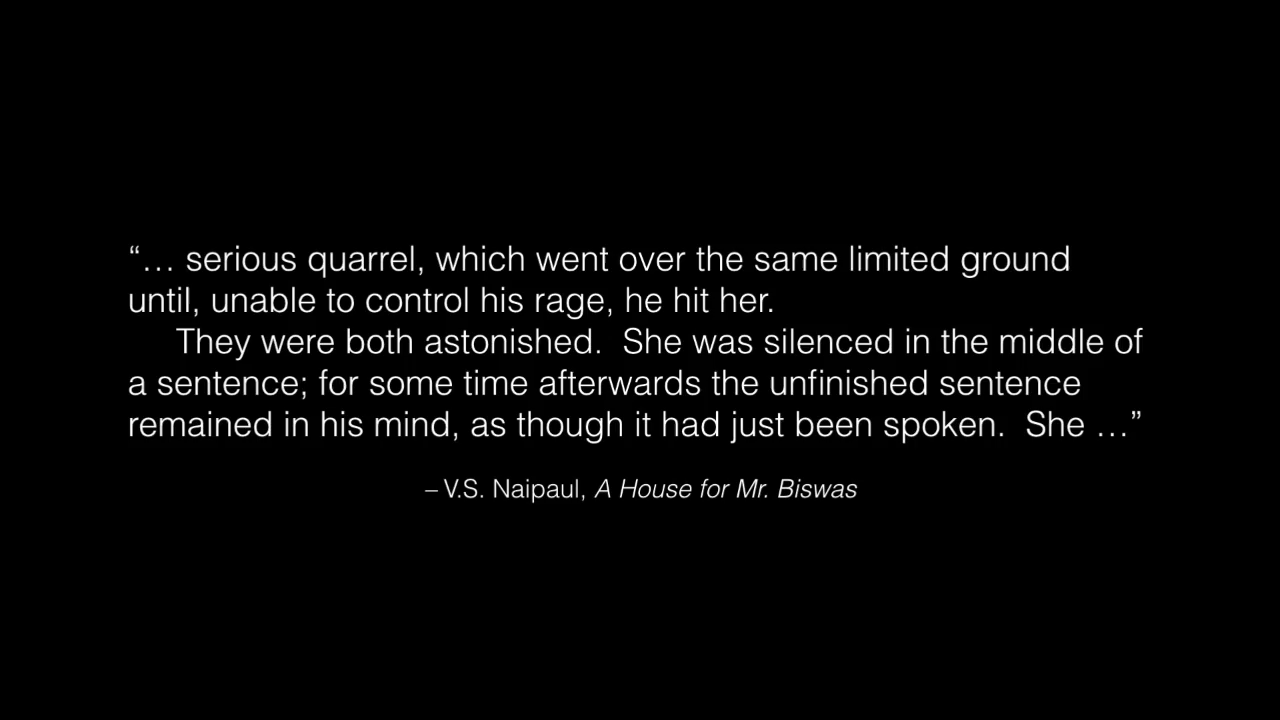 “… serious quarrel, which went over the same limited ground
until, unable to control his rage, he hit her.
They were both astonished.  She was silenced in the middle of
a sentence; for some time afterwards the unfinished sentence
remained in his mind, as though it had just been spoken.  She …”
– V.S. Naipaul, A House for Mr. Biswas